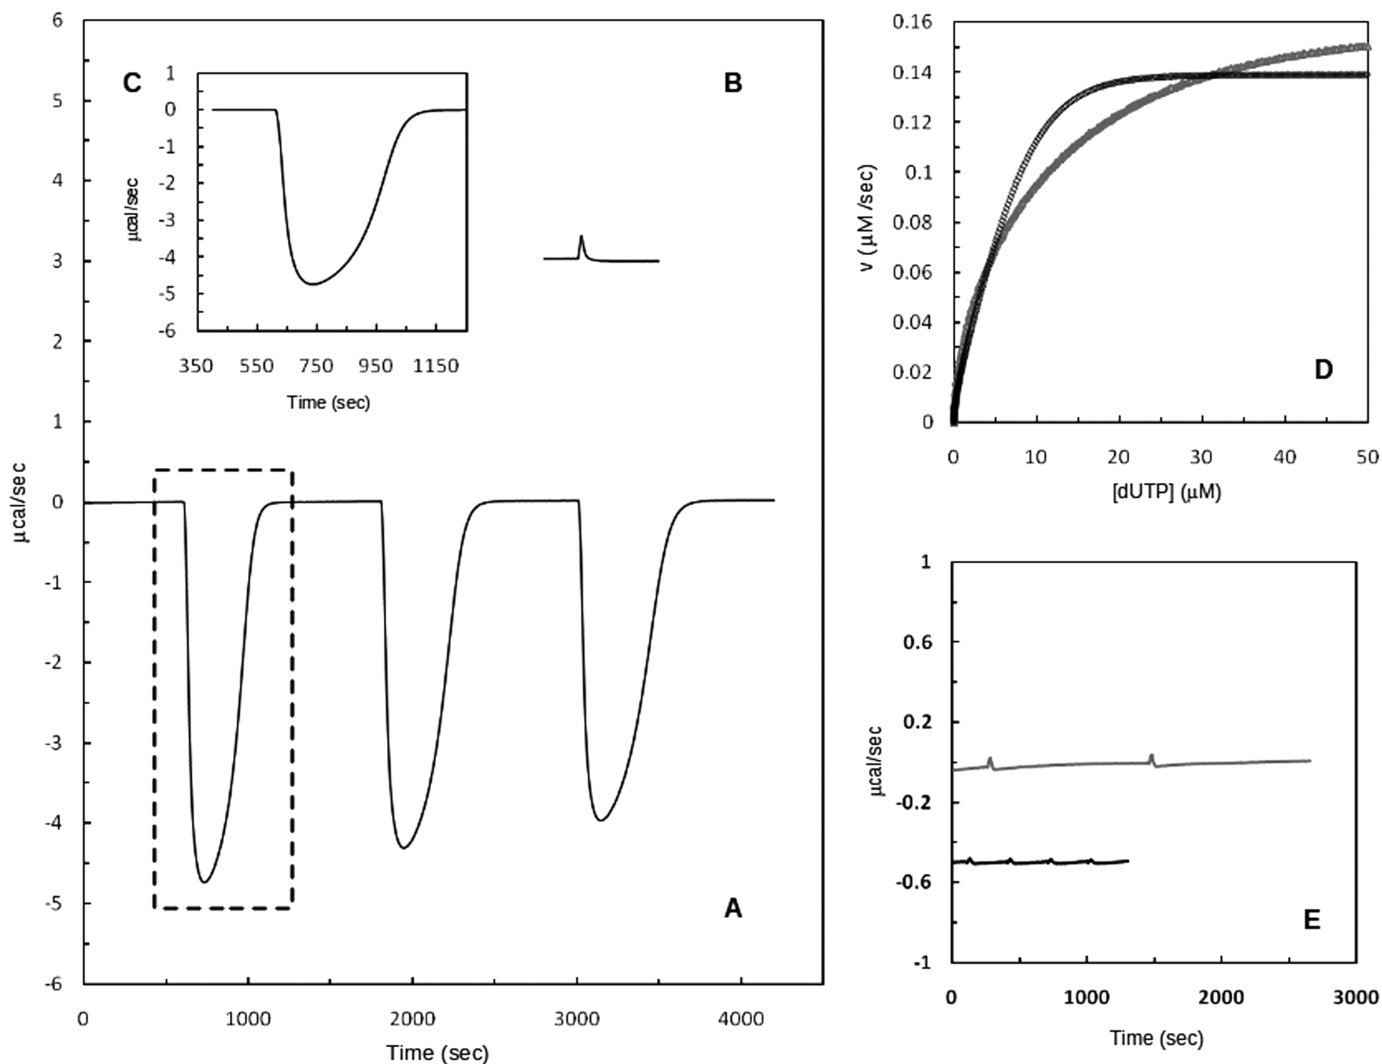 6
5
4
3
2
1
0
-1
-2
-3
-4
-5
-6
0 1000 2000 3000 4000
Time (sec)
μcal/sec
A
B
C
1
0
-1
-2
-3
-4
-5
-6
350 550 750 950 1150
Time (sec)
μcal/sec
0.16
0.14
0.12
0.1
0.08
0.06
0.04
0.02
0
0 10 20 30 40 50
[dUTP] (μM)
v (μM /sec)
D
1
0.6
0.2
-0.2
-0.6
-1
0 1000 2000 3000
Time (sec)
μcal/sec
E